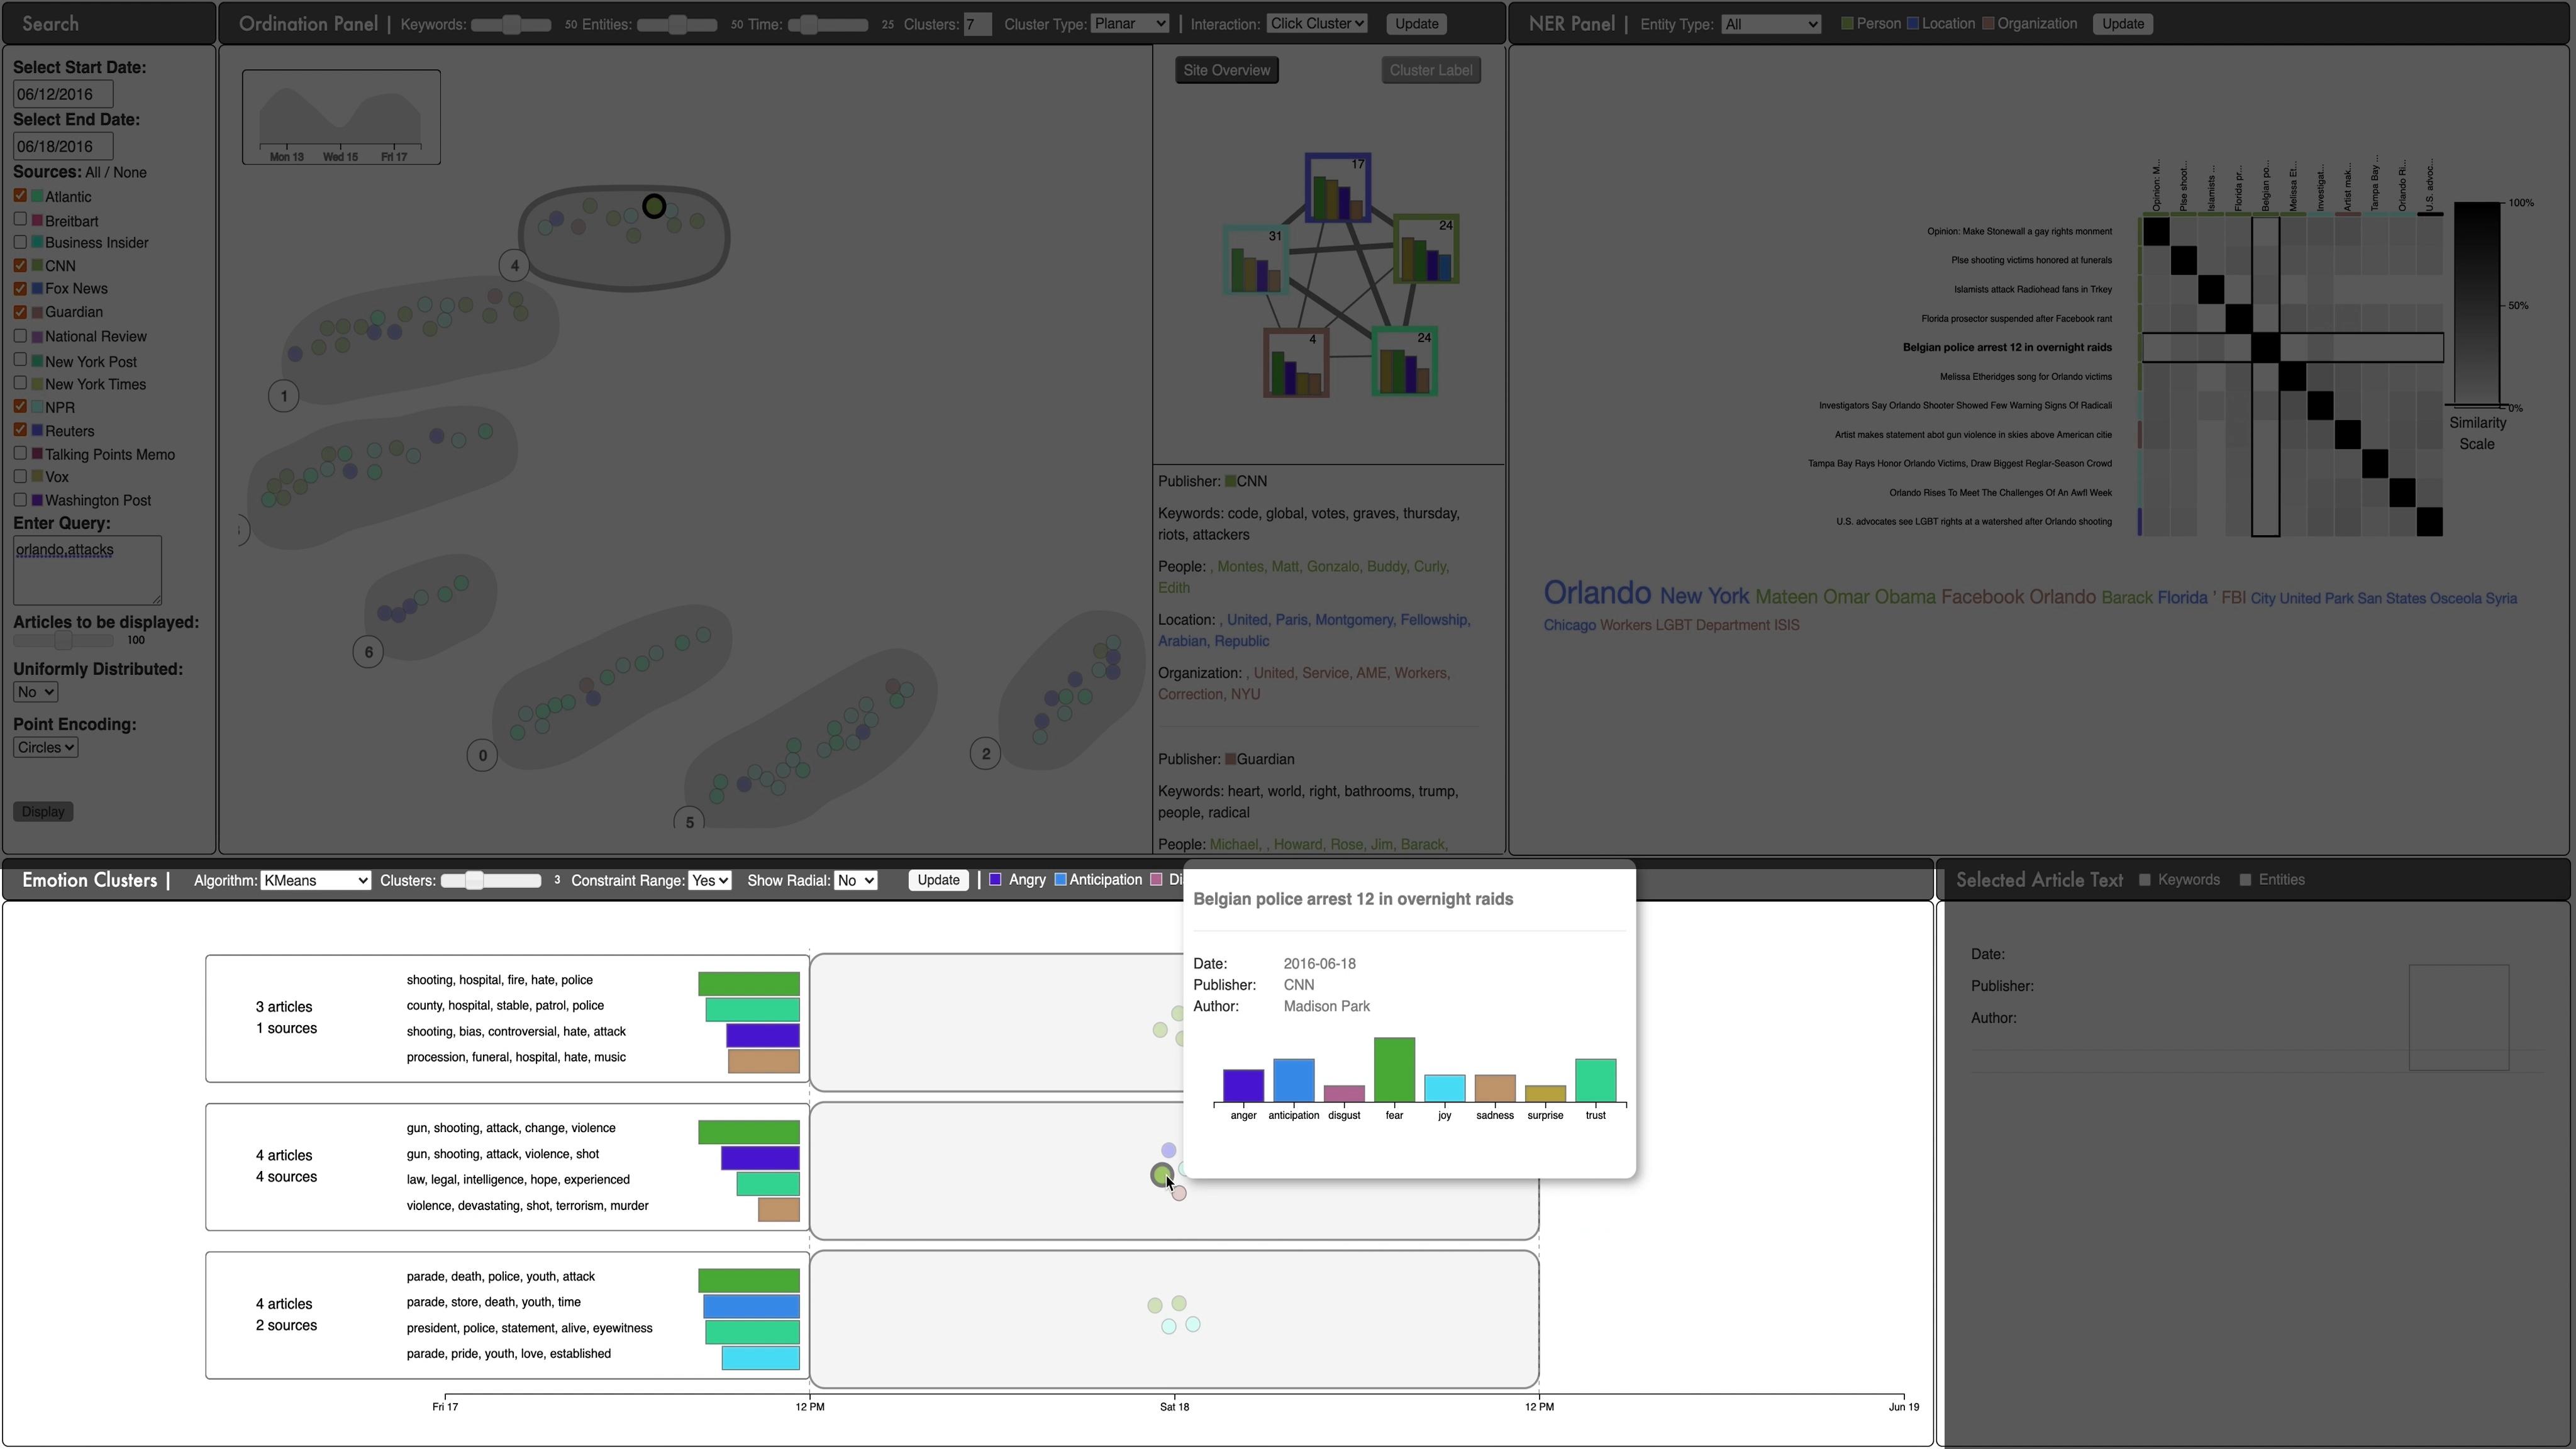 Search
Ordination Panel | Keywords: 50 Entities: 50 Time: 25 Clusters: 7 Cluster Type: Planar | Interaction: Click Cluster Update
NER Panel | Entity Type: All Person Location Organization Update
Select Start Date:
06/12/2016
Select End Date:
06/18/2016
Sources: All / None
Atlantic
Breitbart
Business Insider
CNN
Fox News
Guardian
National Review
New York Post
New York Times
NPR
Reuters
Talking Points Memo
Vox
Washington Post
Enter Query:
orlando,attacks
Articles to be displayed:
100
Uniformly Distributed:
No
Point Encoding:
Circles
Display
Mon 13 Wed 15 Fri 17
4
1
6
0
5
2
Site Overview Cluster Label
17
31
24
4
24
Publisher: CNN
Keywords: code, global, votes, graves, thursday,
riots, attackers
People: , Montes, Matt, Gonzalo, Buddy, Curly,
Edith
Location: , United, Paris, Montgomery, Fellowship,
Arabian, Republic
Organization: , United, Service, AME, Workers,
Correction, NYU
Publisher: Guardian
Keywords: heart, world, right, bathrooms, trump,
people, radical
People: Michael, , Howard, Rose, Jim, Barack,
Opinion: M...
Plse shoot...
Islamists ...
Florida pr...
Belgian po...
Melissa Et...
Investigat...
Artist mak...
Tampa Bay ...
Orlando Ri...
U.S. advoc...
Opinion: Make Stonewall a gay rights monment
Plse shooting victims honored at funerals
Islamists attack Radiohead fans in Trkey
Florida prosector suspended after Facebook rant
Belgian police arrest 12 in overnight raids
Melissa Etheridges song for Orlando victims
Investigators Say Orlando Shooter Showed Few Warning Signs Of Radicali
Artist makes statement abot gun violence in skies above American citie
Tampa Bay Rays Honor Orlando Victims, Draw Biggest Reglar-Season Crowd
Orlando Rises To Meet The Challenges Of An Awfl Week
U.S. advocates see LGBT rights at a watershed after Orlando shooting
100%
50%
0%
Similarity
Scale
Orlando New York Mateen Omar Obama Facebook Orlando Barack Florida ' FBI City United Park San States Osceola Syria
Chicago Workers LGBT Department ISIS
Emotion Clusters | Algorithm: KMeans Clusters: 3 Constraint Range: Yes Show Radial: No Update | Angry Anticipation Di
3 articles
1 sources
shooting, hospital, fire, hate, police
county, hospital, stable, patrol, police
shooting, bias, controversial, hate, attack
procession, funeral, hospital, hate, music
4 articles
4 sources
gun, shooting, attack, change, violence
gun, shooting, attack, violence, shot
law, legal, intelligence, hope, experienced
violence, devastating, shot, terrorism, murder
4 articles
2 sources
parade, death, police, youth, attack
parade, store, death, youth, time
president, police, statement, alive, eyewitness
parade, pride, youth, love, established
Fri 17 12 PM Sat 18 12 PM Jun 19
Belgian police arrest 12 in overnight raids
Date: 2016-06-18
Publisher: CNN
Author: Madison Park
anger anticipation disgust fear joy sadness surprise trust
Selected Article Text Keywords Entities
Date:
Publisher:
Author: